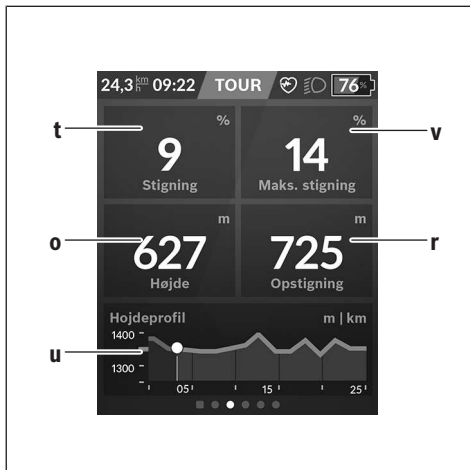 24,3 km/h 09:22 TOUR 76%
t
%
9
Stigning
%
14
Maks. stigning
v
o
m
627
Højde
m
725
Opstigning
r
Hojdeprofil m | km
u
1400
1300
05' 15' 25'